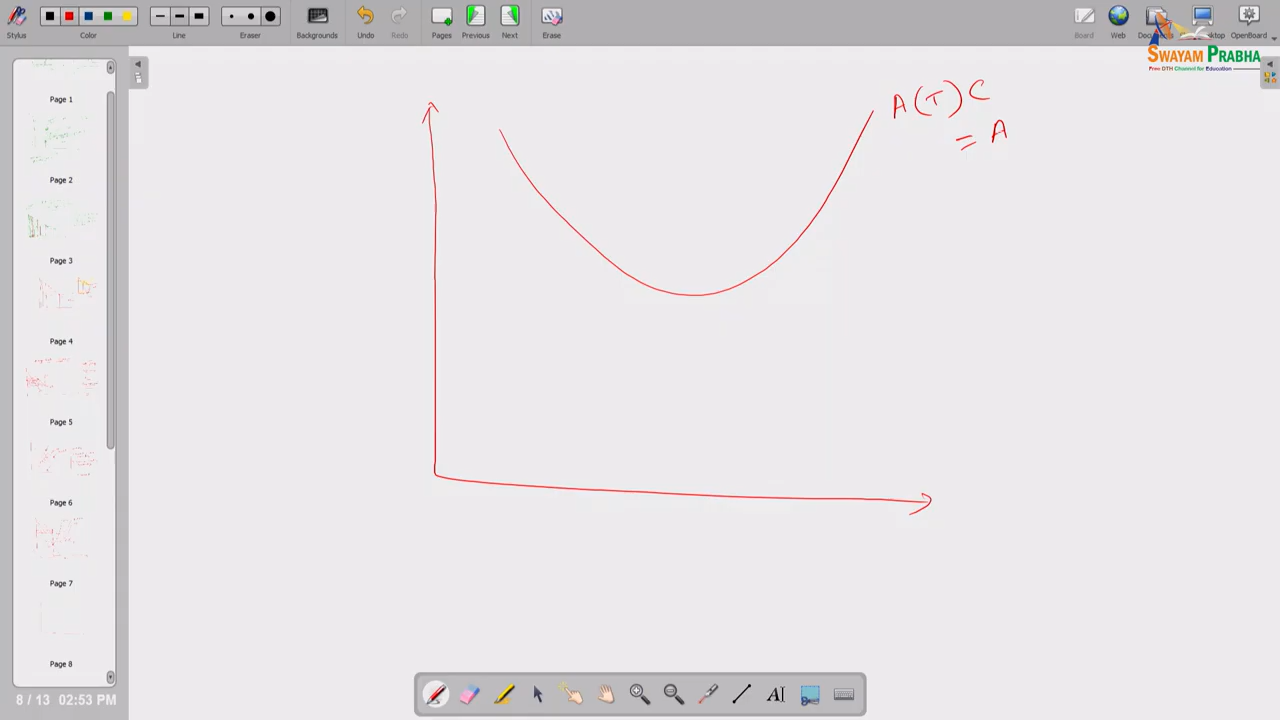 Stylus
Color
Line
Eraser
Backgrounds
Undo
Redo
Pages
Previous
Next
Erase
Board
Web
Desktop
OpenBoard
SWAYAM PRABHA
Free DTH Channel for Education
Page 1
Page 2
Page 3
Page 4
Page 5
Page 6
Page 7
Page 8
8 / 13 02:53 PM
A(T)C
= A